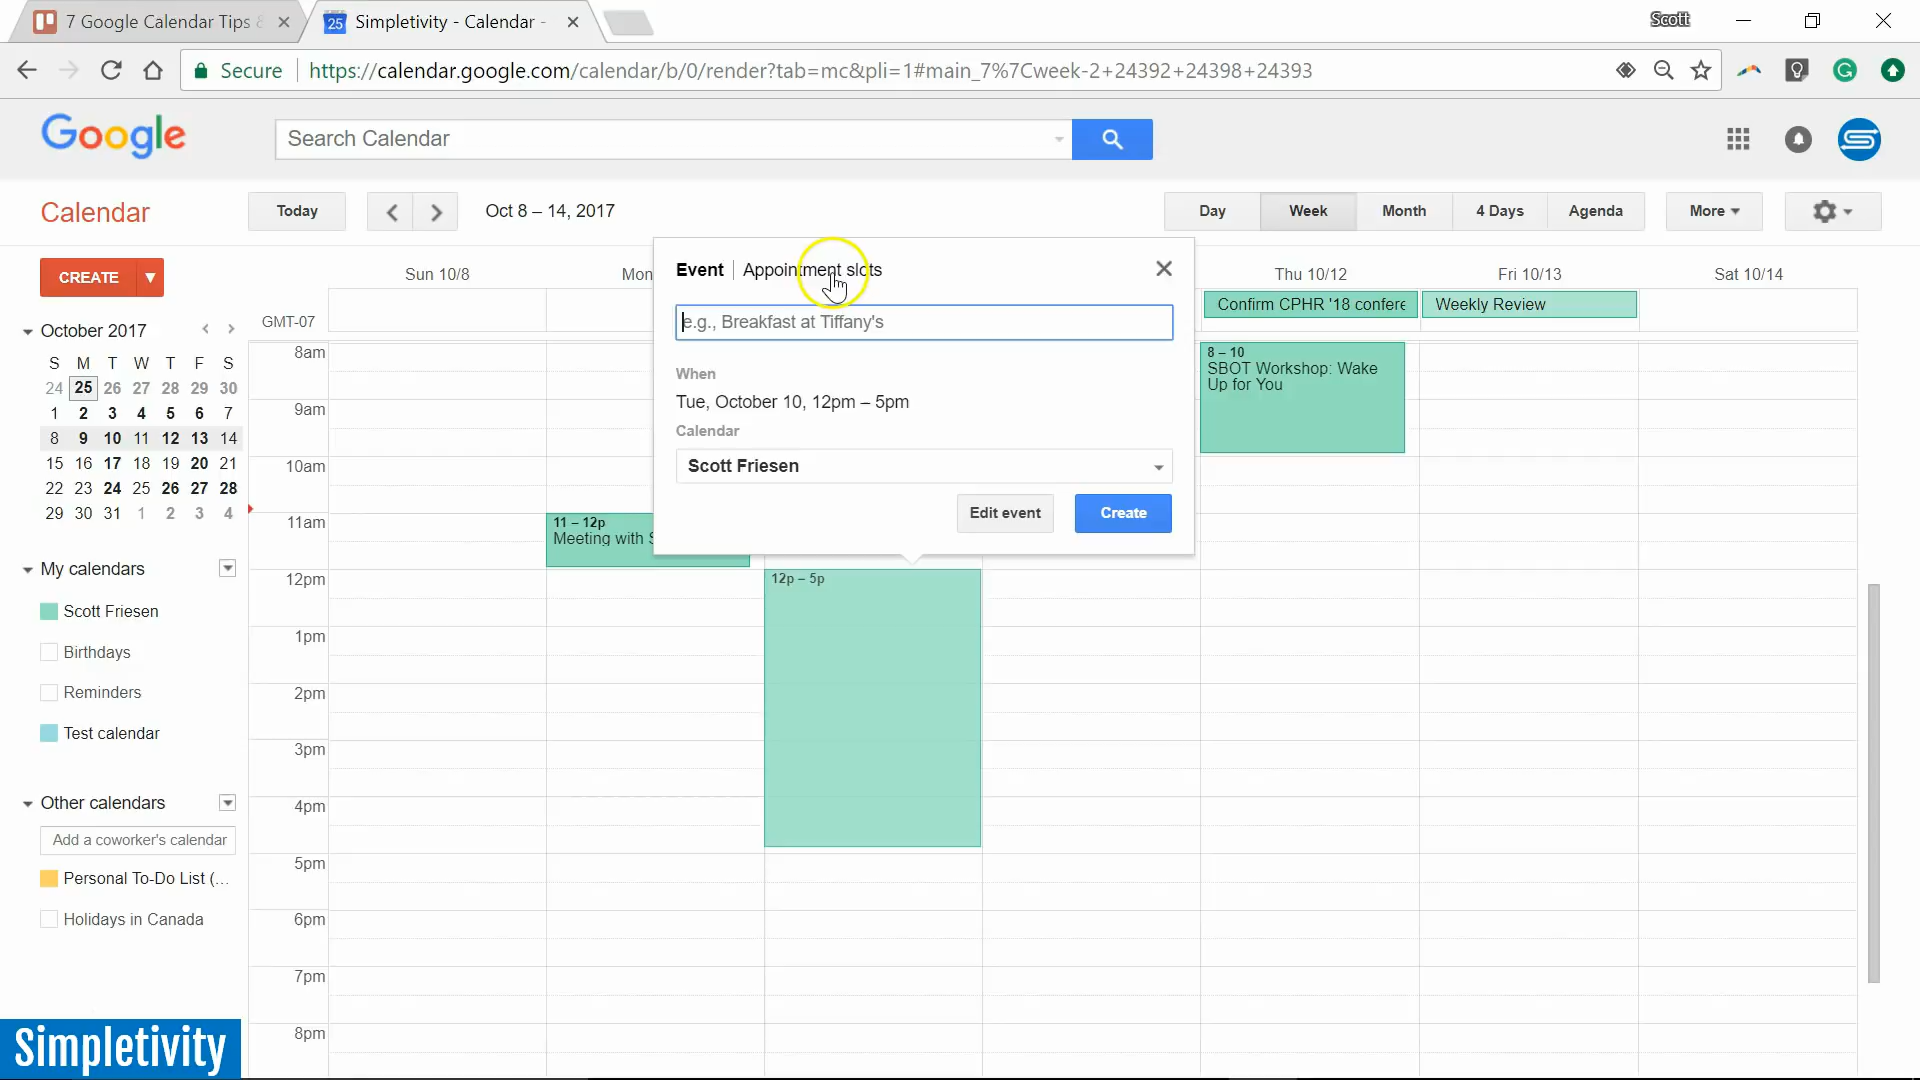 7 Google Calendar Tips &
Simpletivity - Calendar -
Scott
Secure
https://calendar.google.com/calendar/b/0/render?tab=mc&pli=1#main_7%7Cweek-2+24392+24398+24393
Google
Search Calendar
Calendar
Today
Oct 8 – 14, 2017
Day
Week
Month
4 Days
Agenda
More
CREATE
Sun 10/8
Mon
Thu 10/12
Fri 10/13
Sat 10/14
GMT-07
Confirm CPHR '18 confere
Weekly Review
Event
Appointment slots
e.g., Breakfast at Tiffany's
When
Tue, October 10, 12pm – 5pm
Calendar
Scott Friesen
Edit event
Create
October 2017
S M T W T F S
24 25 26 27 28 29 30
1 2 3 4 5 6 7
8 9 10 11 12 13 14
15 16 17 18 19 20 21
22 23 24 25 26 27 28
29 30 31 1 2 3 4
8am
9am
10am
11am
12pm
1pm
2pm
3pm
4pm
5pm
6pm
7pm
8pm
8 – 10
SBOT Workshop: Wake
Up for You
11 – 12p
Meeting with S
12p – 5p
My calendars
Scott Friesen
Birthdays
Reminders
Test calendar
Other calendars
Add a coworker's calendar
Personal To-Do List (...
Holidays in Canada
Simpletivity